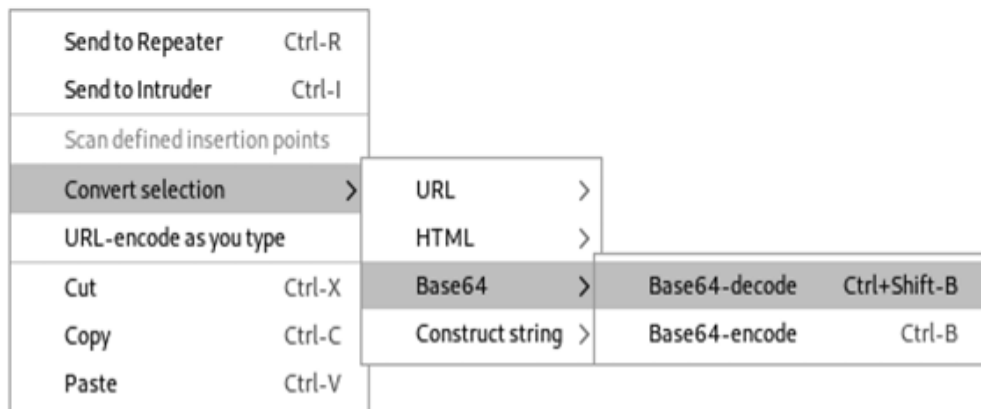 Send to Repeater Ctrl-R
Send to Intruder Ctrl-I
Scan defined insertion points
Convert selection
URL-encode as you type
Cut Ctrl-X
Copy Ctrl-C
Paste Ctrl-V
URL
HTML
Base64
Construct string
Base64-decode Ctrl+Shift-B
Base64-encode Ctrl-B